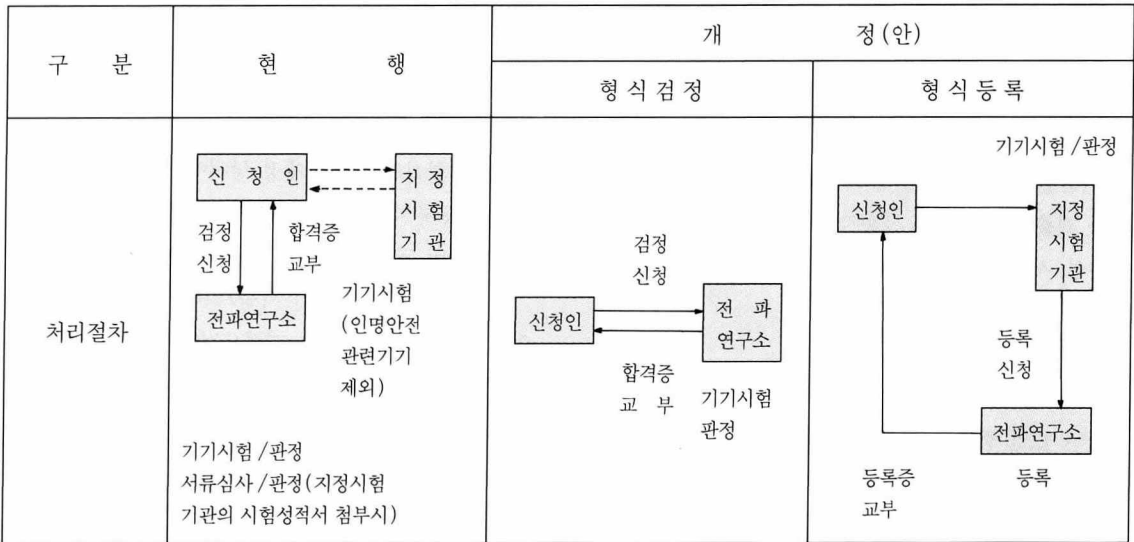 구 분
현 행
개 정(안)
형식검정
형식등록
처리절차
신 청 인
지 정
시 험
기 관
검정
신청
합격증
교부
전파연구소
기기시험
(인명안전
관련기기
제외)
기기시험/판정
서류심사/판정(지정시험
기관의 시험성적서 첨부시)
검정
신청
신청인
전 파
연구소
합격증
교 부
기기시험
판정
기기시험/판정
신청인
지정
시험
기관
등록
신청
전파연구소
등록증
교부
등록